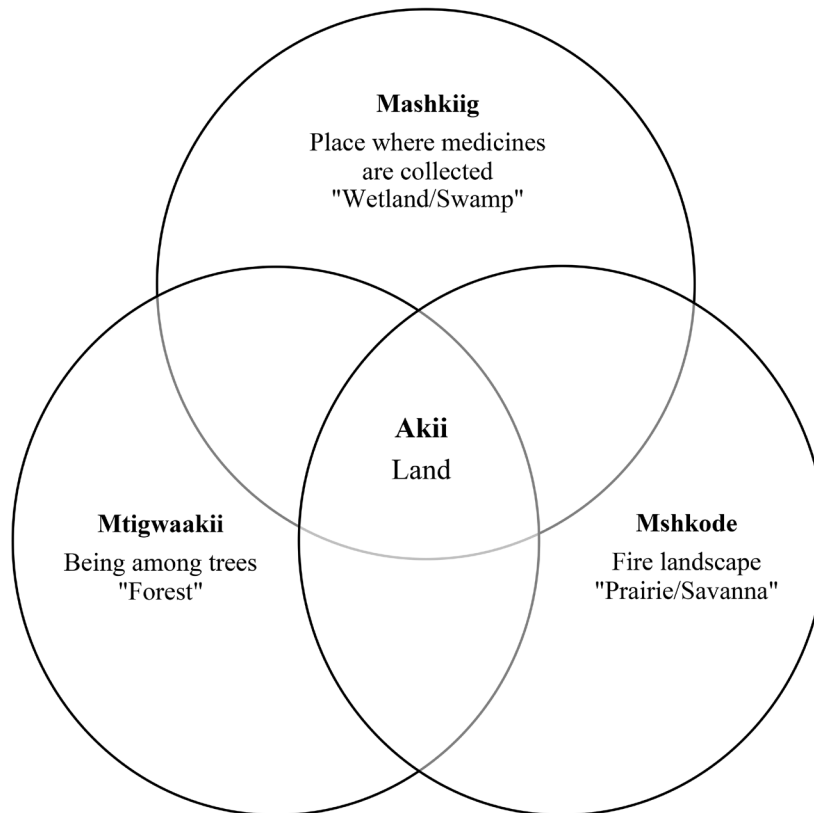 Mashkiig
Place where medicines
are collected
"Wetland/Swamp"
Akii
Land
Mtigwaakii
Being among trees
"Forest"
Mshkode
Fire landscape
"Prairie/Savanna"